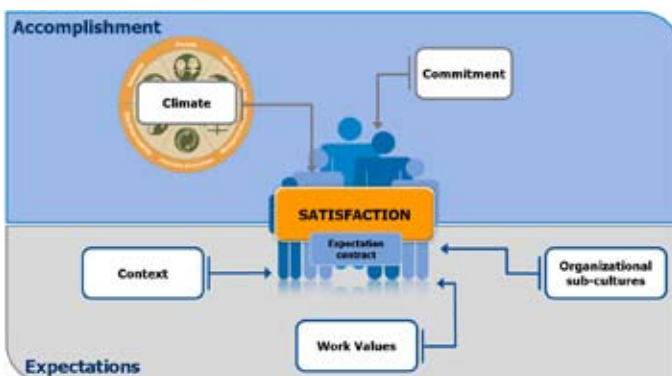 Accomplishment
Commitment
Climate
SATISFACTION
Expectation
contract
Context
Organizational
sub-cultures
Work Values
Expectations